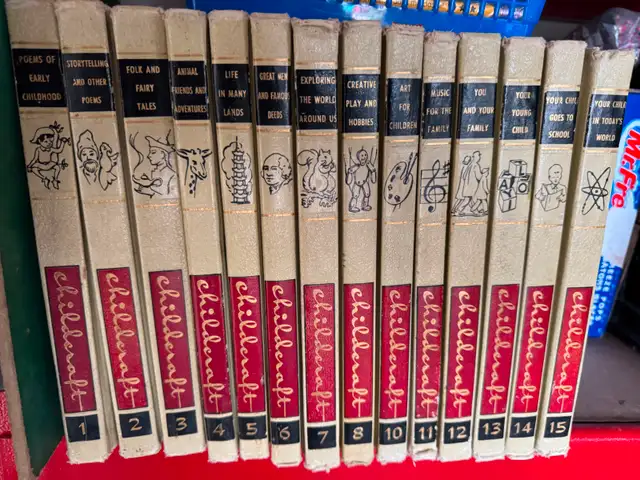 POEMS OF
EARLY
CHILDHOOD
childcraft
1
STORYTELLING
AND OTHER
POEMS
childcraft
2
FOLK AND
FAIRY
TALES
childcraft
3
ANIMAL
FRIENDS AND
ADVENTURES
childcraft
4
LIFE
IN MANY
LANDS
childcraft
5
GREAT MEN
AND FAMOUS
DEEDS
childcraft
6
EXPLORING
THE WORLD
AROUND US
childcraft
7
CREATIVE
PLAY AND
HOBBIES
childcraft
8
ART
FOR
CHILDREN
childcraft
10
MUSIC
FOR THE
FAMILY
childcraft
11
YOU
AND YOUR
FAMILY
childcraft
12
YOUR
YOUNG
CHILD
childcraft
13
YOUR CHILD
GOES TO
SCHOOL
childcraft
14
YOUR CHILD
IN TODAY'S
WORLD
childcraft
15
Mr.Fre
EEZE POPS